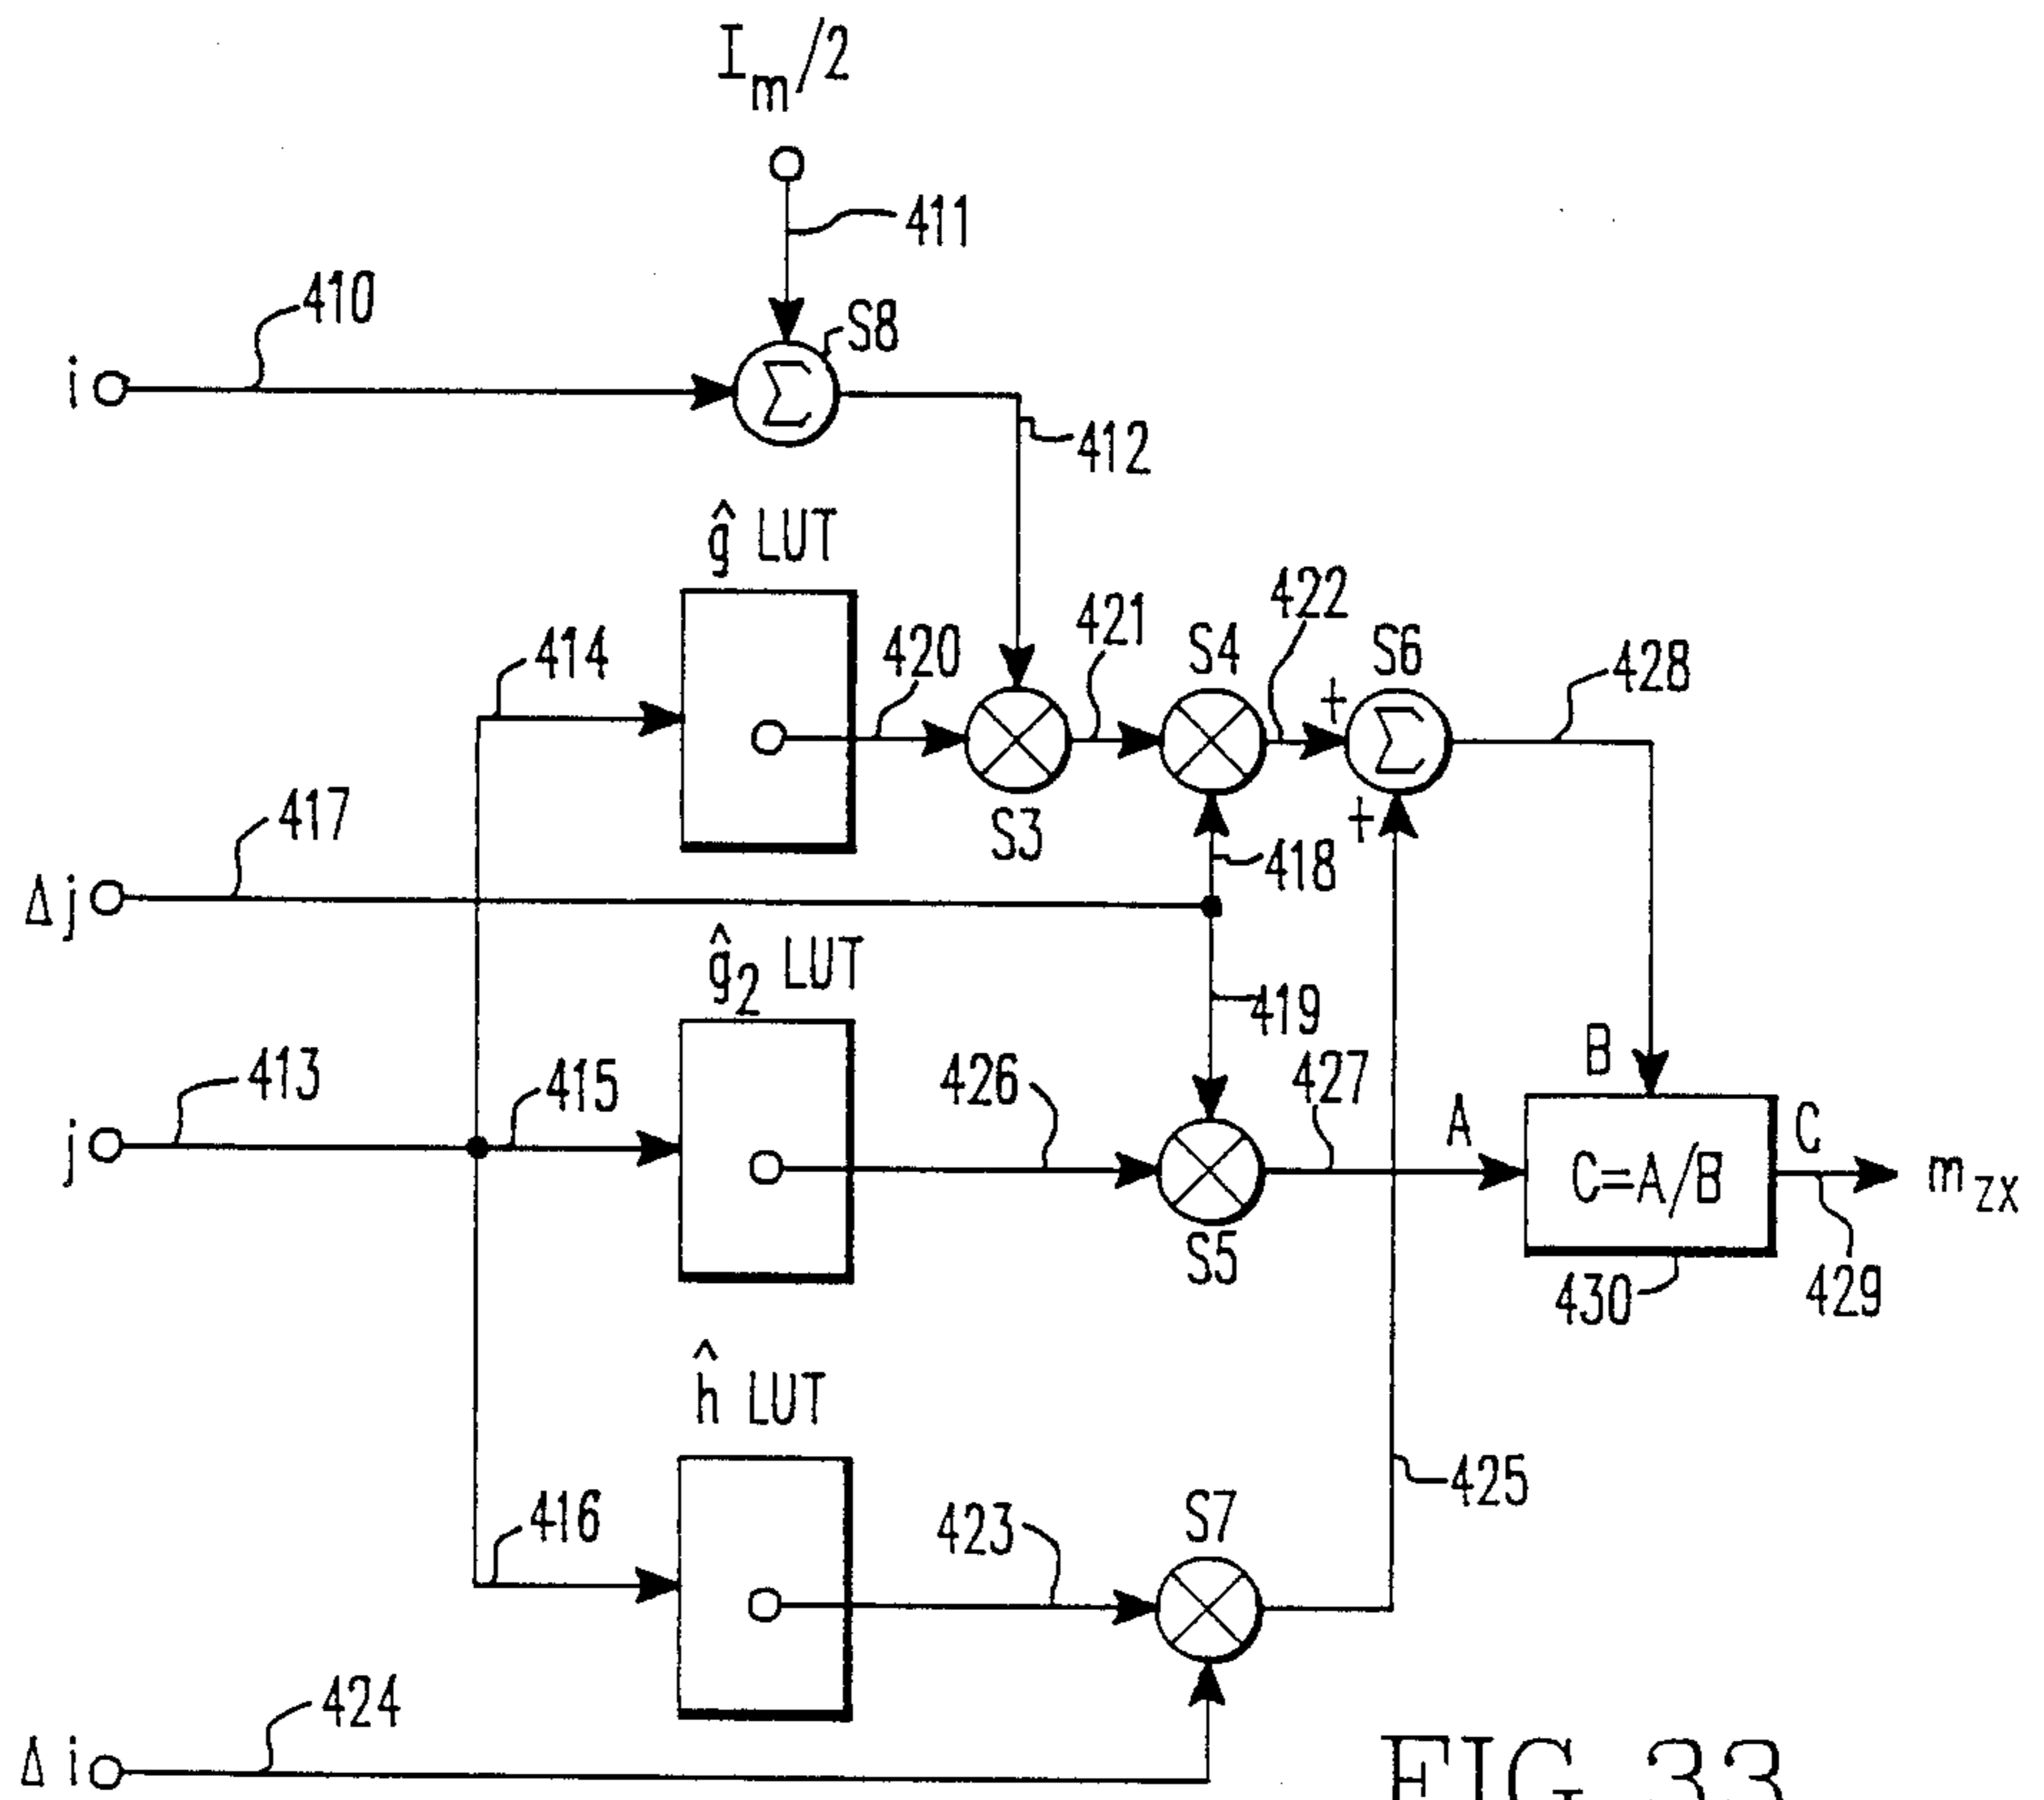 I_m/2
411
410
S8
i
Σ
412
ĝ LUT
414
420
421
S4
422
S6
428
+
Σ
417
S3
+
418
Δj
ĝ_2 LUT
419
413
415
426
427
B
A
C
j
C=A/B
m_zx
S5
430
429
ĥ LUT
416
423
S7
425
424
Δi
FIG. 33